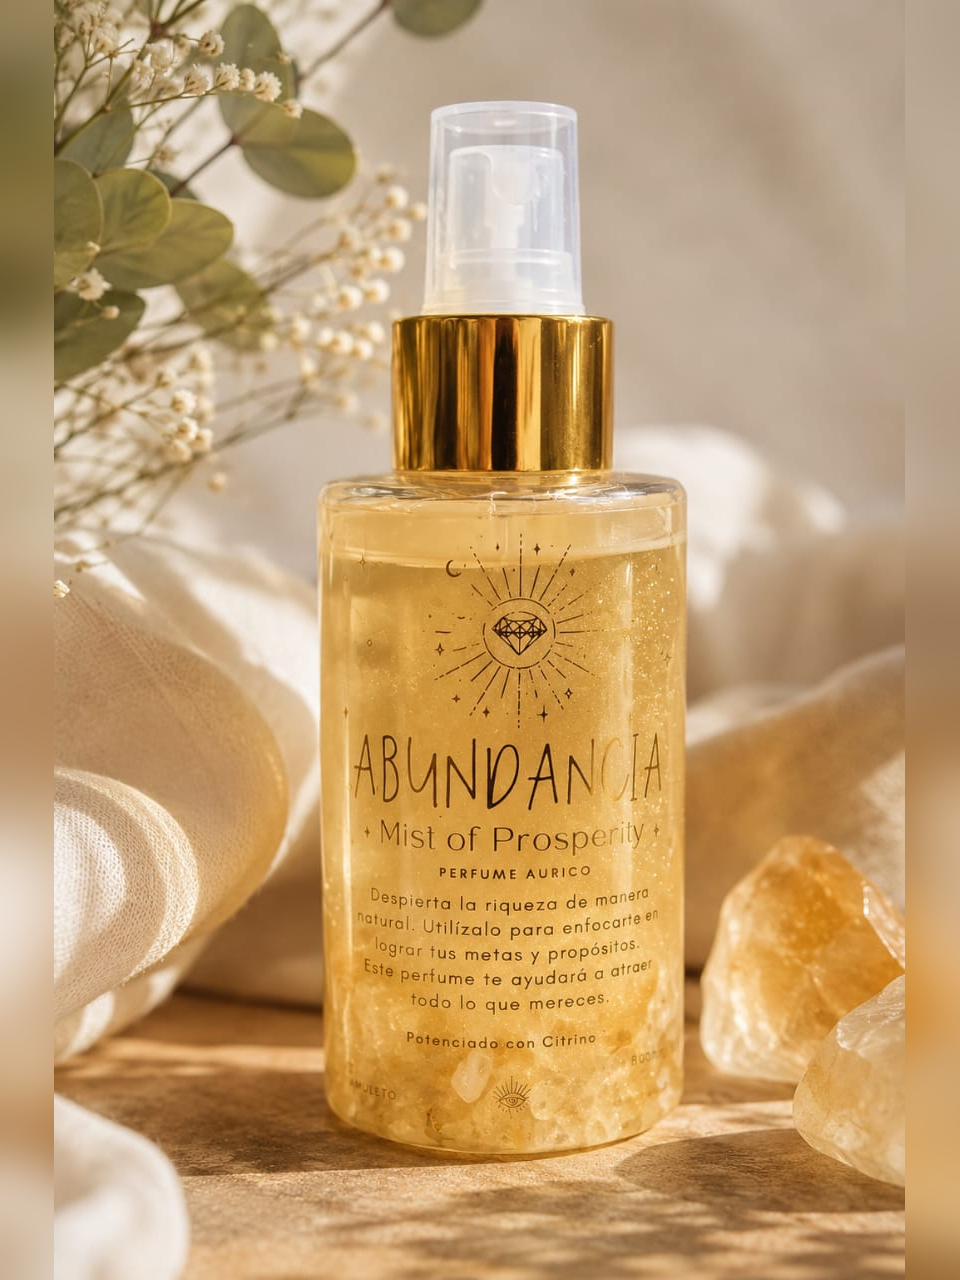 ABUNDANCIA
Mist of Prosperity
PERFUME AURICO
Despierta la riqueza de manera
natural. Utilízalo para enfocarte en
lograr tus metas y propósitos.
Este perfume te ayudará a atraer
todo lo que mereces.
Potenciado con Citrino
AMULETO